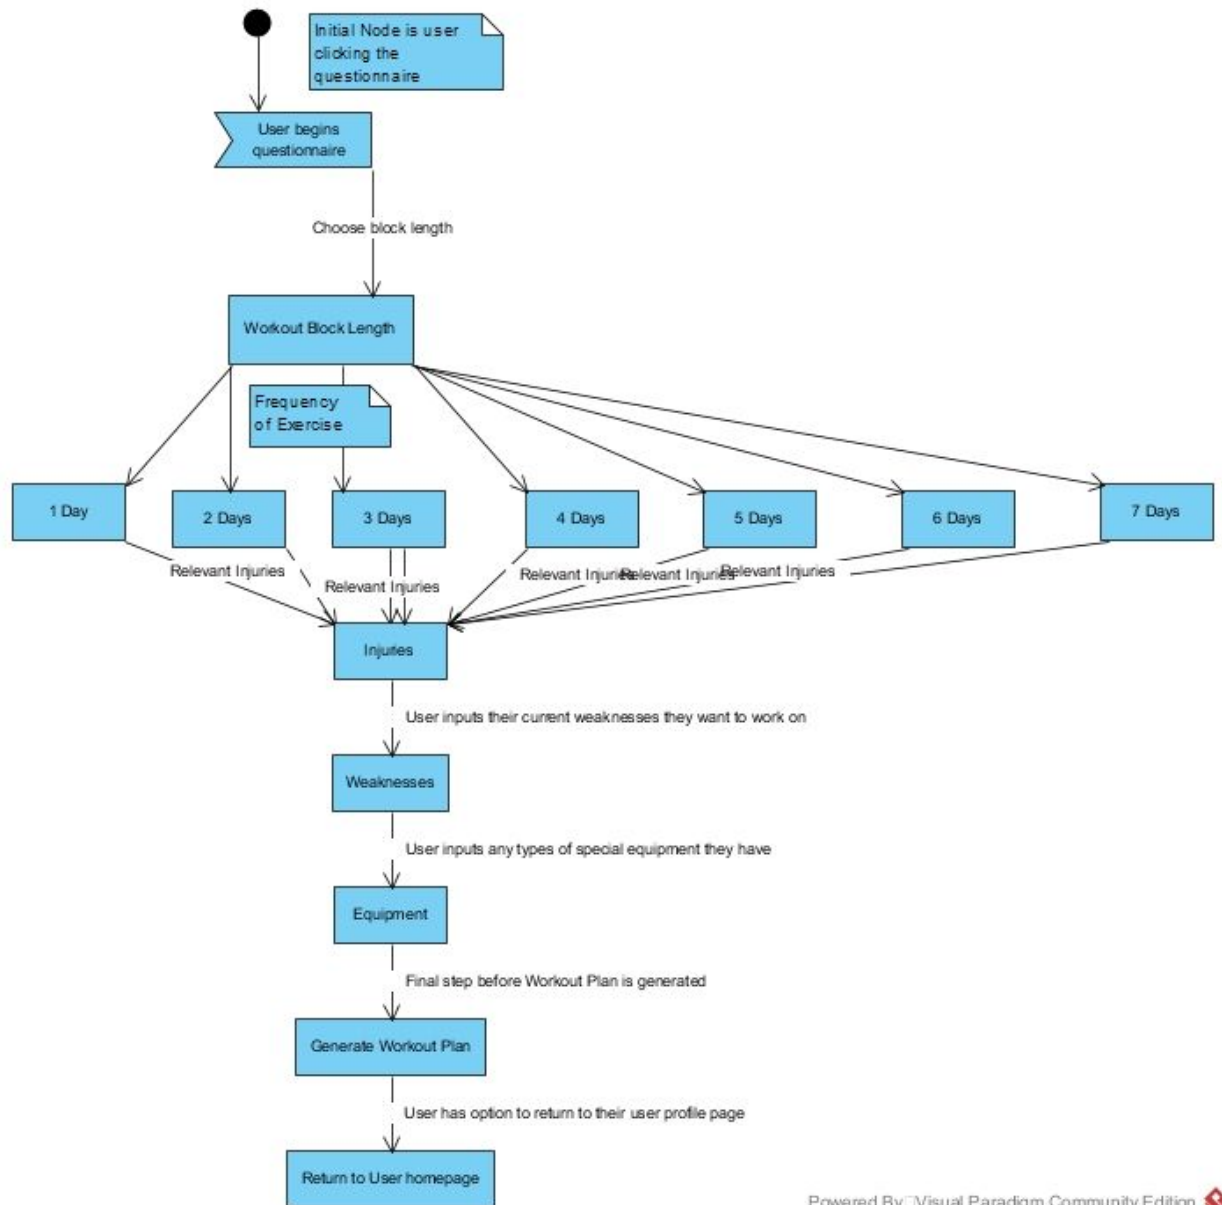 Initial Node is user
clicking the
questionnaire
User begins
questionnaire
Choose block length
Workout Block Length
Frequency
of Exercise
1 Day
2 Days
3 Days
4 Days
5 Days
6 Days
7 Days
Relevant Injuries
Relevant Injuries
Relevant Injuries
Relevant Injuries
Relevant Injuries
Injuries
User inputs their current weaknesses they want to work on
Weaknesses
User inputs any types of special equipment they have
Equipment
Final step before Workout Plan is generated
Generate Workout Plan
User has option to return to their user profile page
Return to User homepage
Powered By Visual Paradigm Community Edition